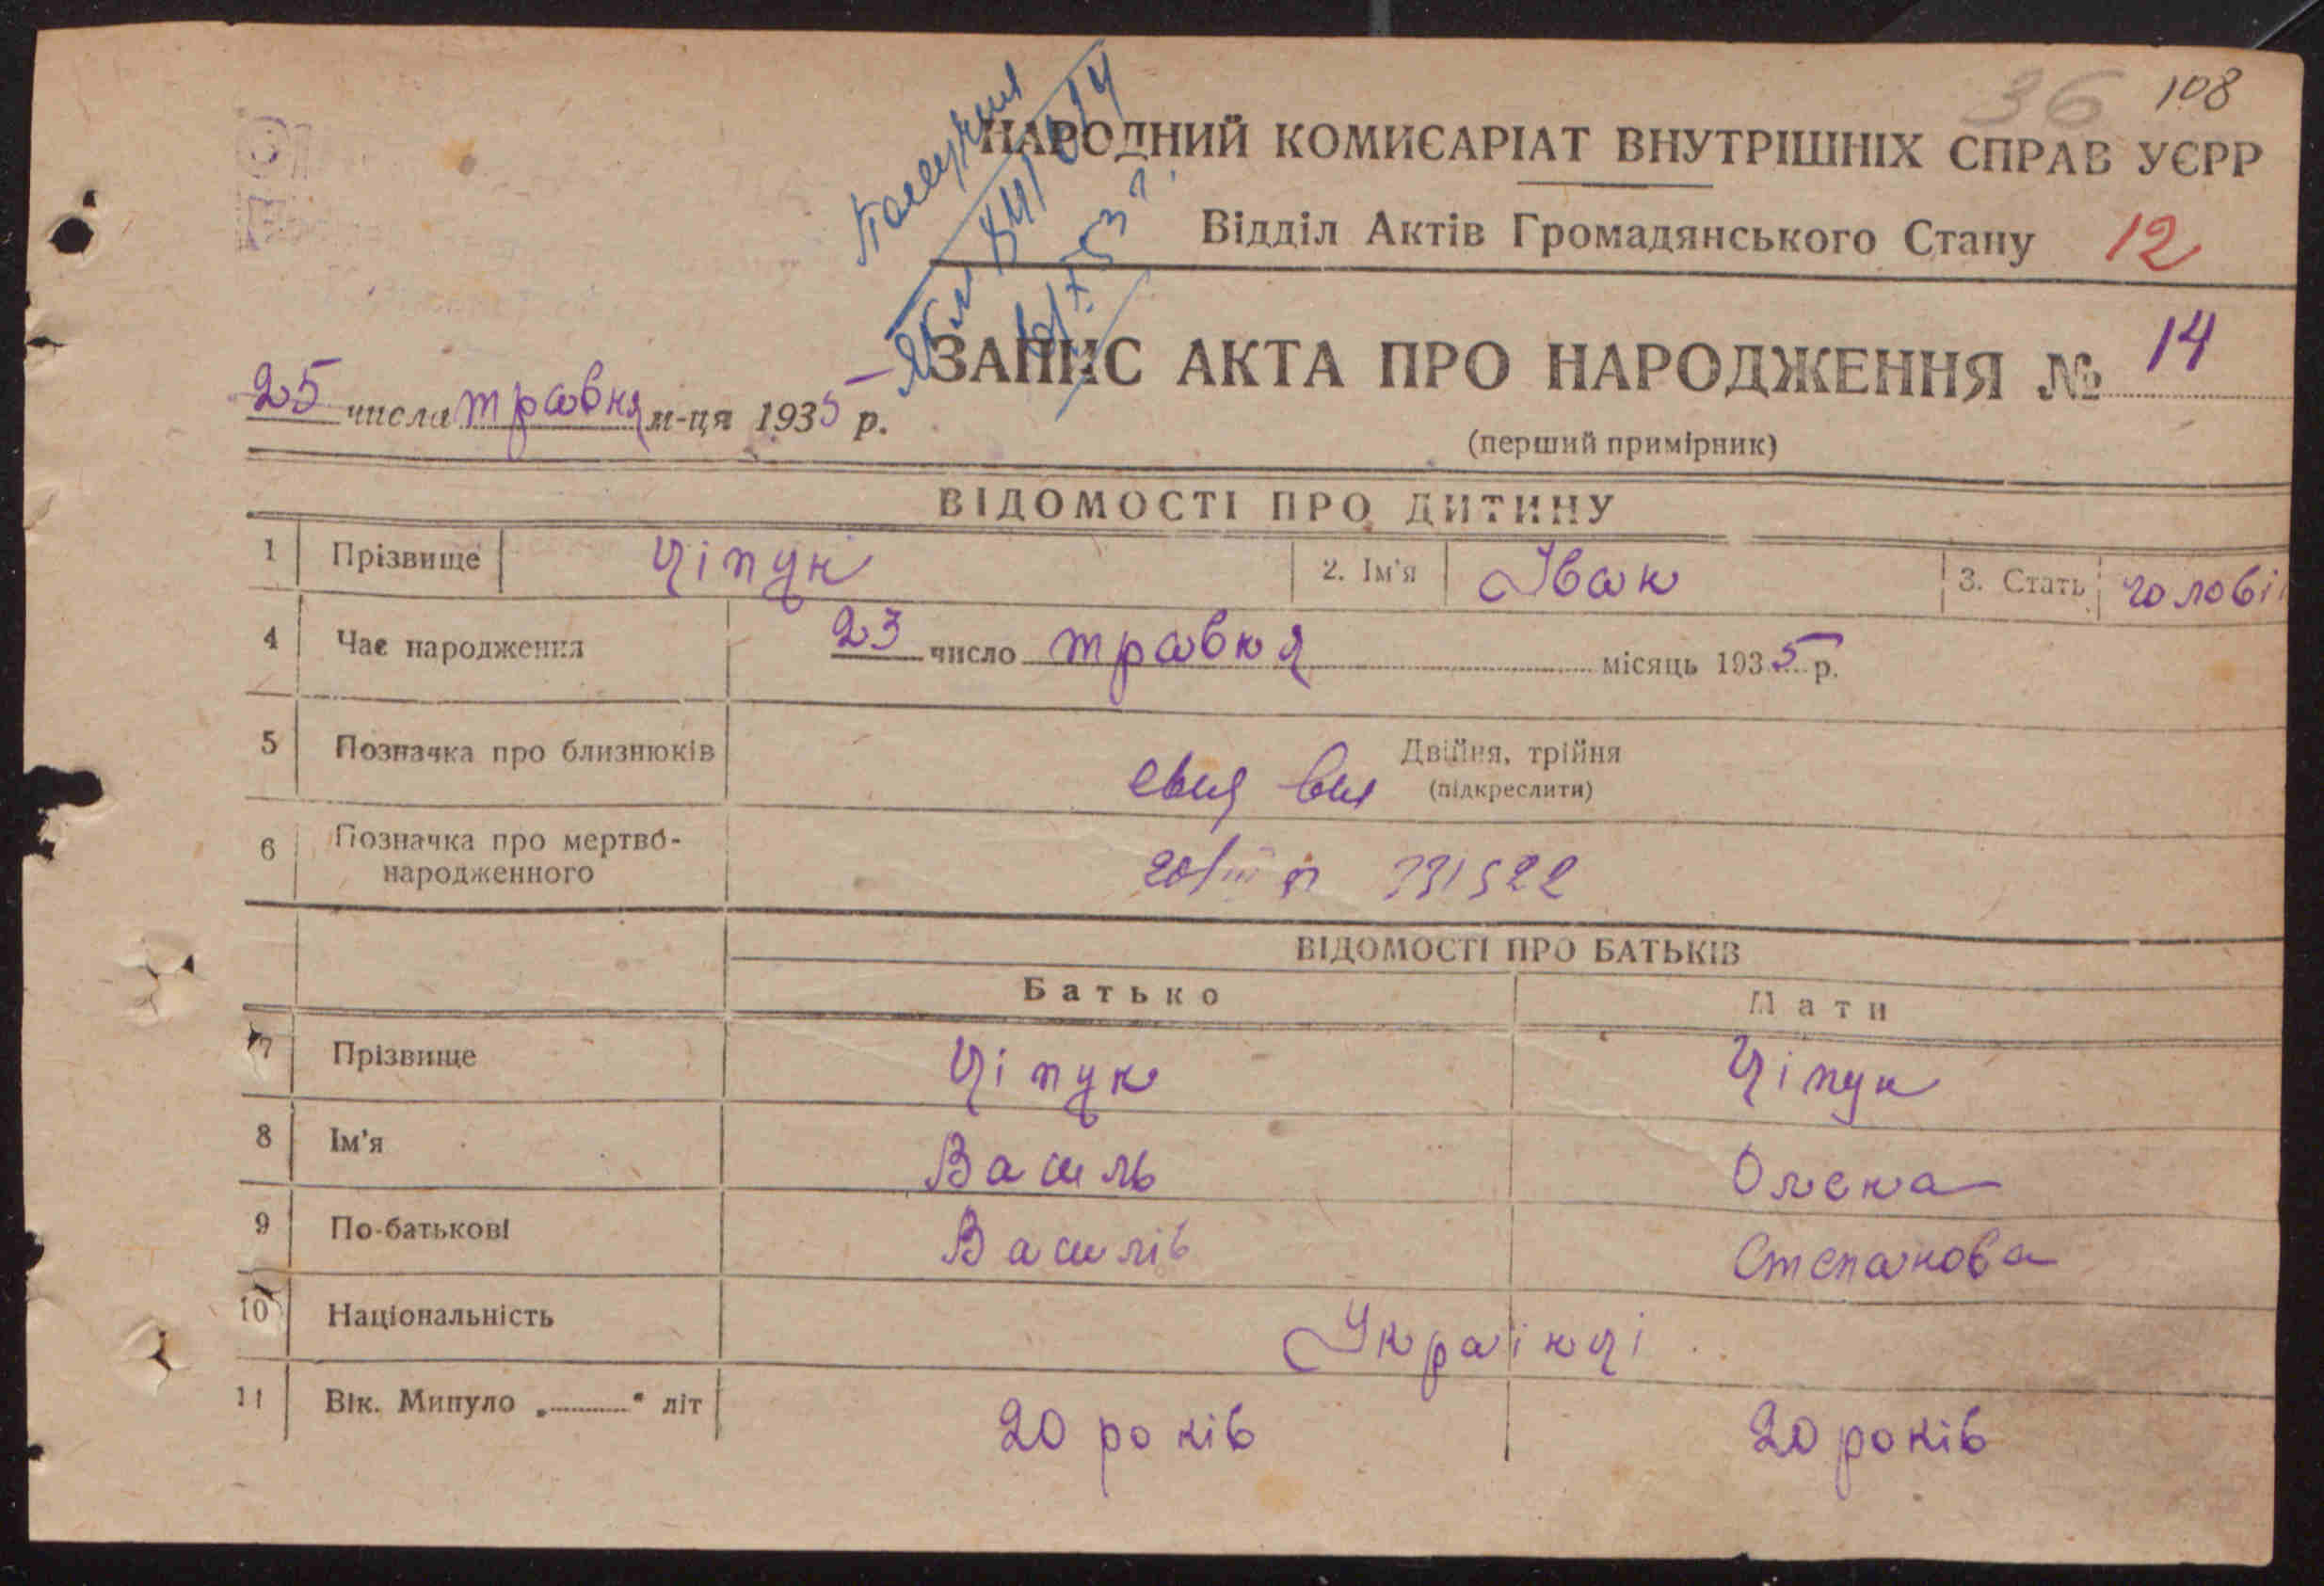 36 108
НАРОДНИЙ КОМИСАРІАТ ВНУТРІШНІХ СПРАВ УСРР
Відділ Актів Громадянського Стану 12
ЗАПИС АКТА ПРО НАРОДЖЕННЯ № 14
25 числа травня м-ця 1935 р.
(перший примірник)
ВІДОМОСТІ ПРО ДИТИНУ
1 Прізвище Ціпук 2. Ім'я Іван 3. Стать чолові
4 Час народження 23 число травня місяць 1935 р.
5 Позначка про близнюків Двійня, трійня
(підкреслити)
6 Позначка про мертво-
народженного
ВІДОМОСТІ ПРО БАТЬКІВ
Батько Мати
7 Прізвище Ціпук Ціпук
8 Ім'я Василь Олена
9 По-батькові Василів Степанова
10 Національність Українці
11 Вік. Минуло „ “ літ 20 років 20 років